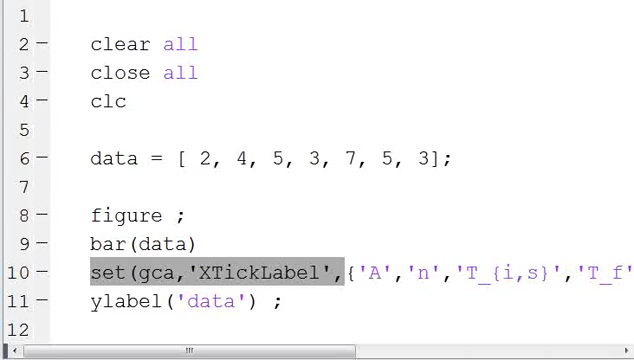 1
2 – clear all
3 – close all
4 – clc
5
6 – data = [ 2, 4, 5, 3, 7, 5, 3];
7
8 – figure ;
9 – bar(data)
10 – set(gca,'XTickLabel',{'A','n','T_{i,s}','T_f'
11 – ylabel('data') ;
12